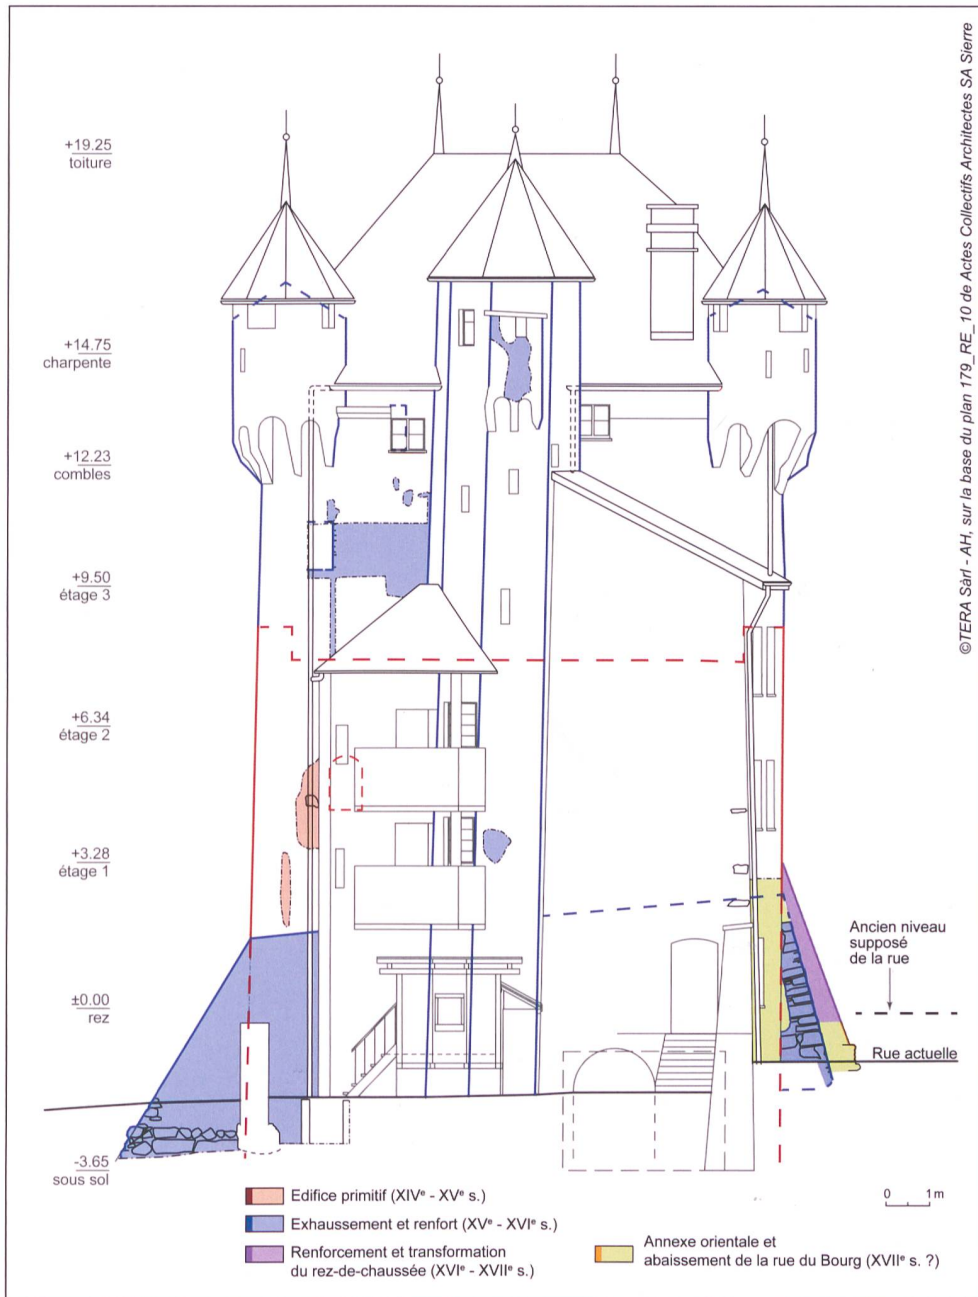 ©TERA Sàrl - AH, sur la base du plan 179_RE_10 de Actes Collectifs Architectes SA Sierre
+19.25
toiture
+14.75
charpente
+12.23
combles
+9.50
étage 3
+6.34
étage 2
+3.28
étage 1
±0.00
rez
-3.65
sous sol
Ancien niveau
supposé
de la rue
Rue actuelle
0 1 m
Edifice primitif (XIVᵉ - XVᵉ s.)
Exhaussement et renfort (XVᵉ - XVIᵉ s.)
Renforcement et transformation
du rez-de-chaussée (XVIᵉ - XVIIᵉ s.)
Annexe orientale et
abaissement de la rue du Bourg (XVIIᵉ s. ?)